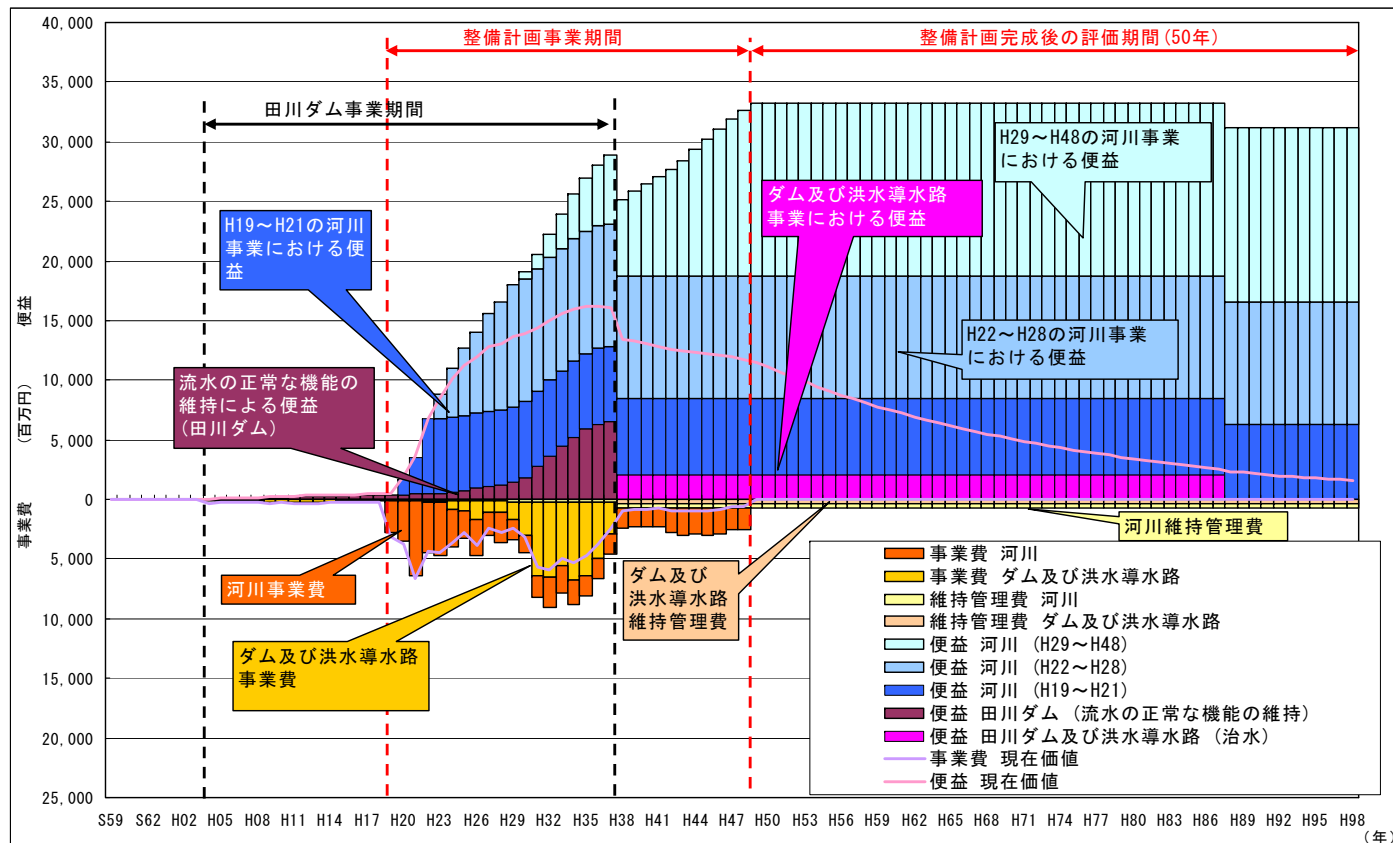 整備計画事業期間
整備計画完成後の評価期間(50年)
田川ダム事業期間
H29～H48の河川事業
における便益
ダム及び洪水導水路
事業における便益
H19～H21の河川
事業における便
益
H22～H28の河川事業
における便益
流水の正常な機能の
維持による便益
(田川ダム)
河川事業費
ダム及び洪水導水路
事業費
ダム及び
洪水導水路
維持管理費
河川維持管理費
40,000
35,000
30,000
25,000
20,000
15,000
10,000
5,000
0
5,000
10,000
15,000
20,000
25,000
便益
(百万円)
事業費
事業費 河川
事業費 ダム及び洪水導水路
維持管理費 河川
維持管理費 ダム及び洪水導水路
便益 河川 (H29～H48)
便益 河川 (H22～H28)
便益 河川 (H19～H21)
便益 田川ダム (流水の正常な機能の維持)
便益 田川ダム及び洪水導水路 (治水)
事業費 現在価値
便益 現在価値
S59 S62 H02 H05 H08 H11 H14 H17 H20 H23 H26 H29 H32 H35 H38 H41 H44 H47 H50 H53 H56 H59 H62 H65 H68 H71 H74 H77 H80 H83 H86 H89 H92 H95 H98
(年)